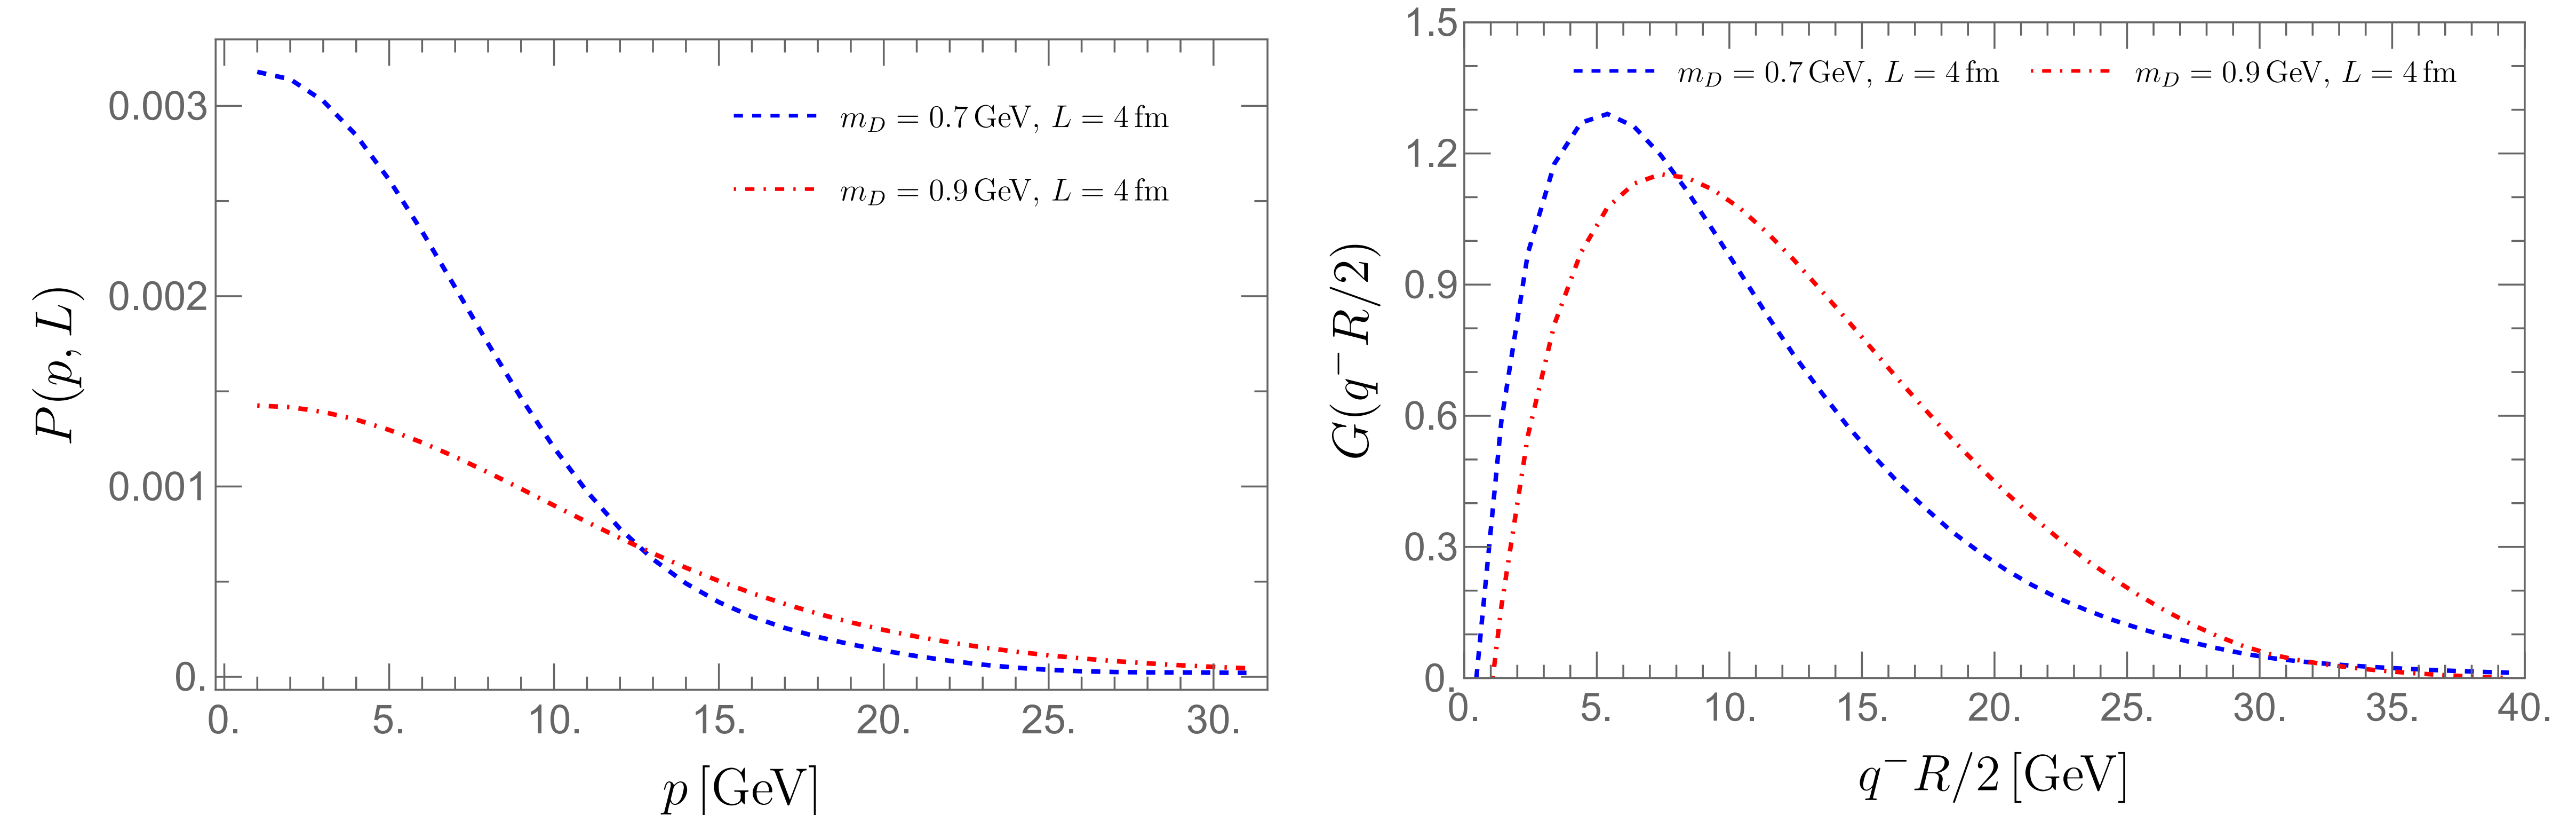 m_D = 0.7 GeV, L = 4 fm
m_D = 0.9 GeV, L = 4 fm
P(p, L)
0.003
0.002
0.001
0.
0. 5. 10. 15. 20. 25. 30.
p [GeV]
m_D = 0.7 GeV, L = 4 fm m_D = 0.9 GeV, L = 4 fm
G(q⁻R/2)
1.5
1.2
0.9
0.6
0.3
0.
0. 5. 10. 15. 20. 25. 30. 35. 40.
q⁻R/2 [GeV]